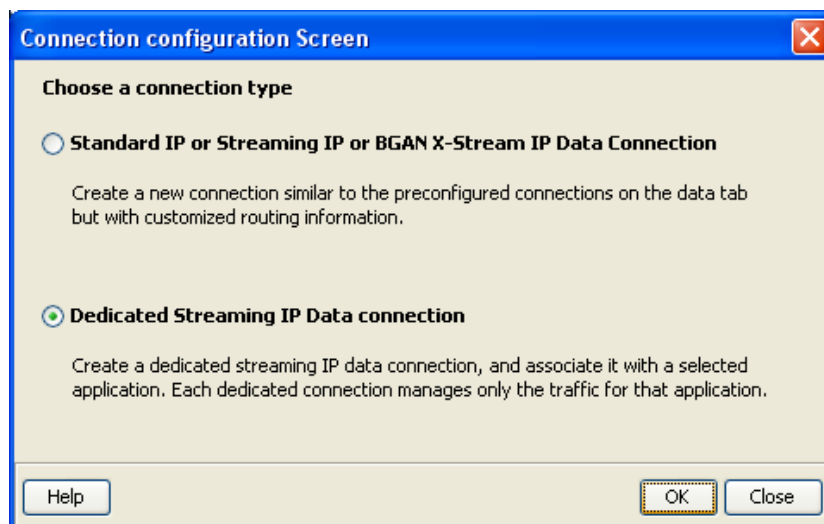 Connection configuration Screen
Choose a connection type
Standard IP or Streaming IP or BGAN X-Stream IP Data Connection
Create a new connection similar to the preconfigured connections on the data tab
but with customized routing information.
Dedicated Streaming IP Data connection
Create a dedicated streaming IP data connection, and associate it with a selected
application. Each dedicated connection manages only the traffic for that application.
Help
OK
Close